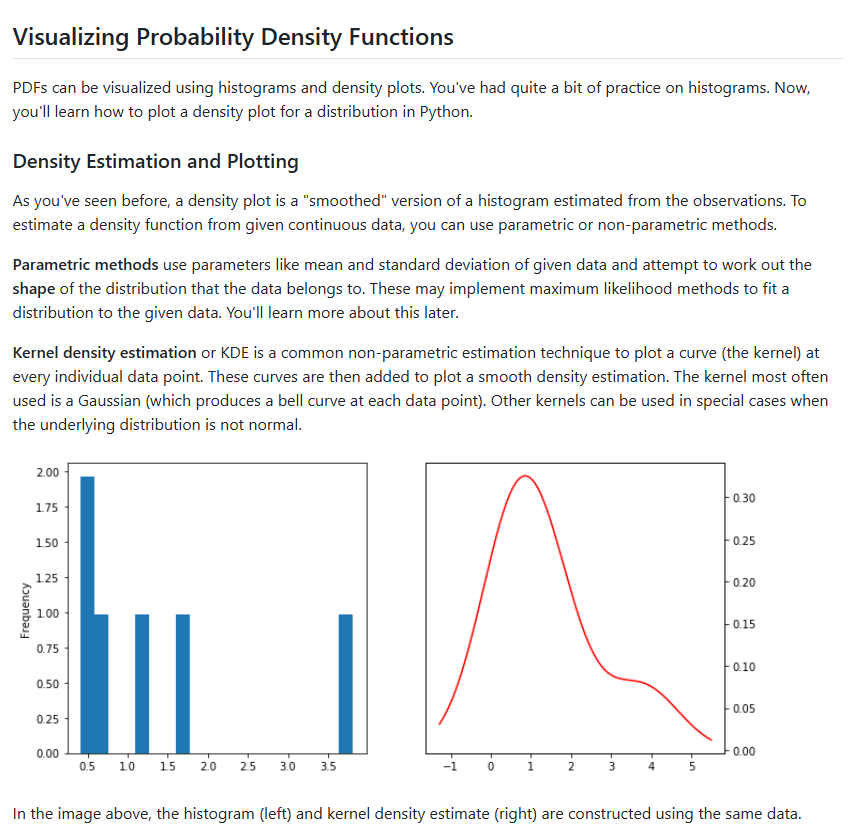 Visualizing Probability Density Functions
PDFs can be visualized using histograms and density plots. You've had quite a bit of practice on histograms. Now,
you'll learn how to plot a density plot for a distribution in Python.
Density Estimation and Plotting
As you've seen before, a density plot is a "smoothed" version of a histogram estimated from the observations. To
estimate a density function from given continuous data, you can use parametric or non-parametric methods.
Parametric methods use parameters like mean and standard deviation of given data and attempt to work out the
shape of the distribution that the data belongs to. These may implement maximum likelihood methods to fit a
distribution to the given data. You'll learn more about this later.
Kernel density estimation or KDE is a common non-parametric estimation technique to plot a curve (the kernel) at
every individual data point. These curves are then added to plot a smooth density estimation. The kernel most often
used is a Gaussian (which produces a bell curve at each data point). Other kernels can be used in special cases when
the underlying distribution is not normal.
Frequency
2.00
1.75
1.50
1.25
1.00
0.75
0.50
0.25
0.00
0.5 1.0 1.5 2.0 2.5 3.0 3.5
0.30
0.25
0.20
0.15
0.10
0.05
0.00
−1 0 1 2 3 4 5
In the image above, the histogram (left) and kernel density estimate (right) are constructed using the same data.